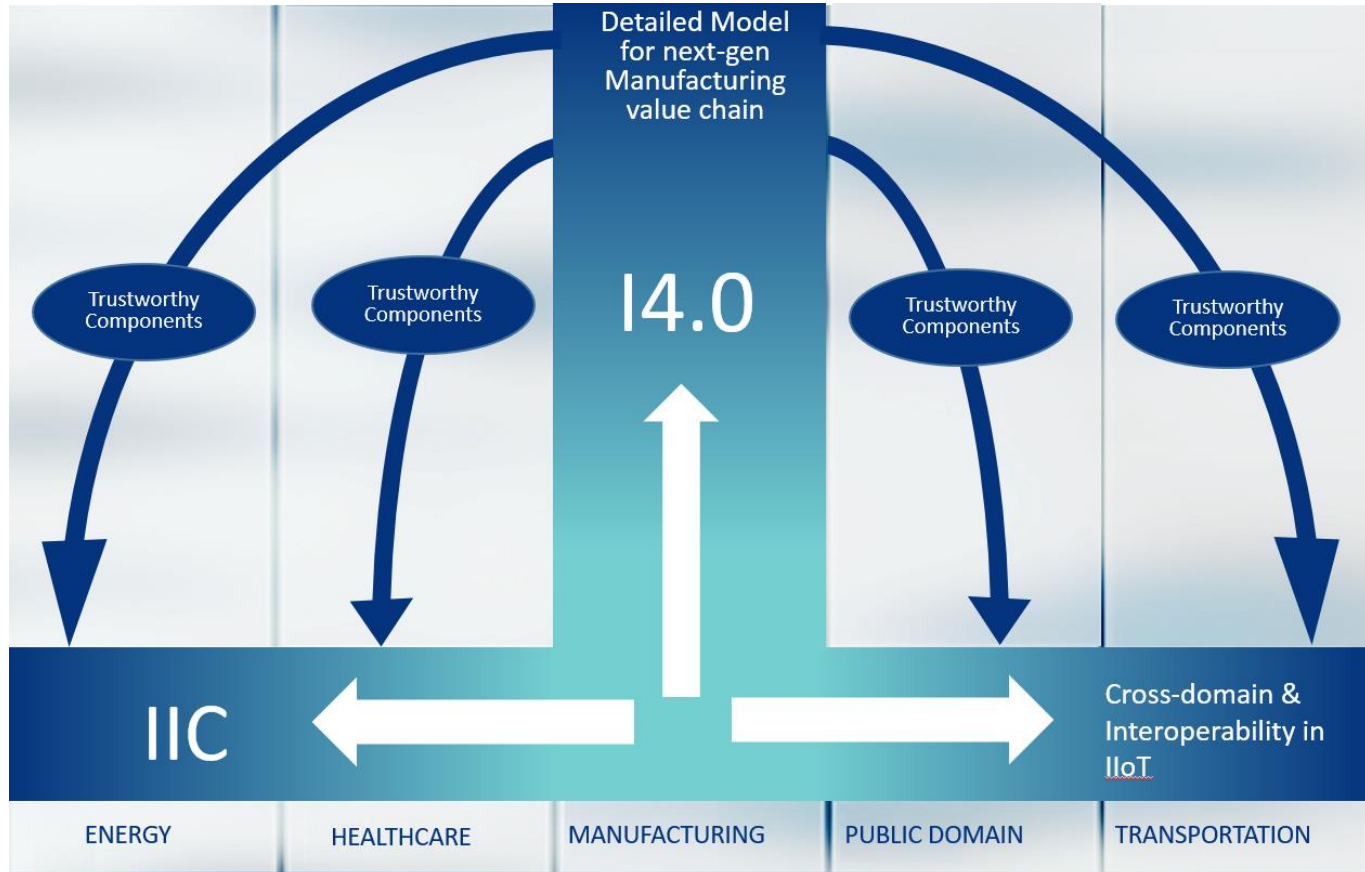 Detailed Model
for next-gen
Manufacturing
value chain
Trustworthy
Components
Trustworthy
Components
I4.0
Trustworthy
Components
Trustworthy
Components
IIC
Cross-domain &
Interoperability in
IIoT
ENERGY
HEALTHCARE
MANUFACTURING
PUBLIC DOMAIN
TRANSPORTATION